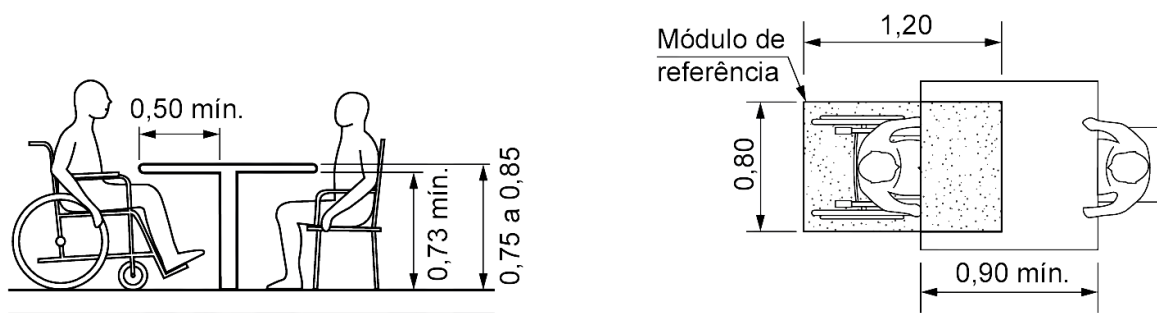 0,50 mín.
0,73 mín.
0,75 a 0,85
Módulo de
referência
1,20
0,80
0,90 mín.